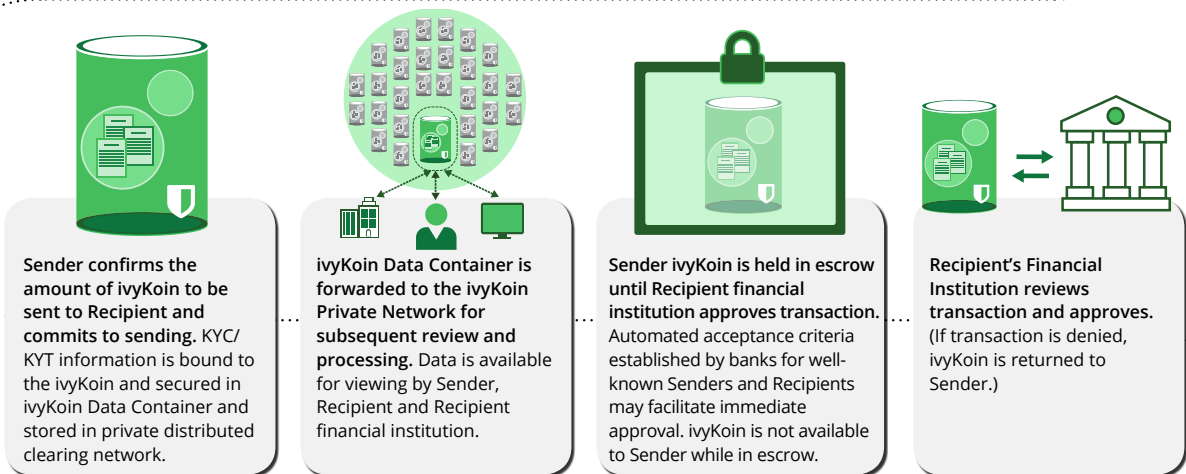 Sender confirms the
amount of ivyKoin to be
sent to Recipient and
commits to sending. KYC/
KYT information is bound to
the ivyKoin and secured in
ivyKoin Data Container and
stored in private distributed
clearing network.
ivyKoin Data Container is
forwarded to the ivyKoin
Private Network for
subsequent review and
processing. Data is available
for viewing by Sender,
Recipient and Recipient
financial institution.
Sender ivyKoin is held in escrow
until Recipient financial
institution approves transaction.
Automated acceptance criteria
established by banks for well-
known Senders and Recipients
may facilitate immediate
approval. ivyKoin is not available
to Sender while in escrow.
Recipient’s Financial
Institution reviews
transaction and approves.
(If transaction is denied,
ivyKoin is returned to
Sender.)